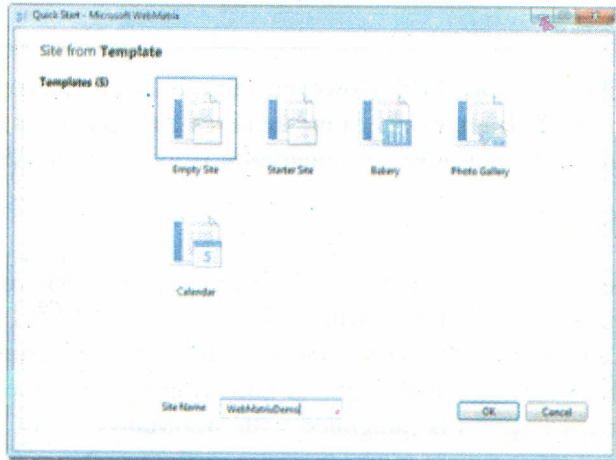 Quick Start - Microsoft WebMatrix
Site from Template
Templates (5)
Empty Site
Starter Site
Bakery
Photo Gallery
5
Calendar
Site Name
WebMatrixDemo
OK
Cancel